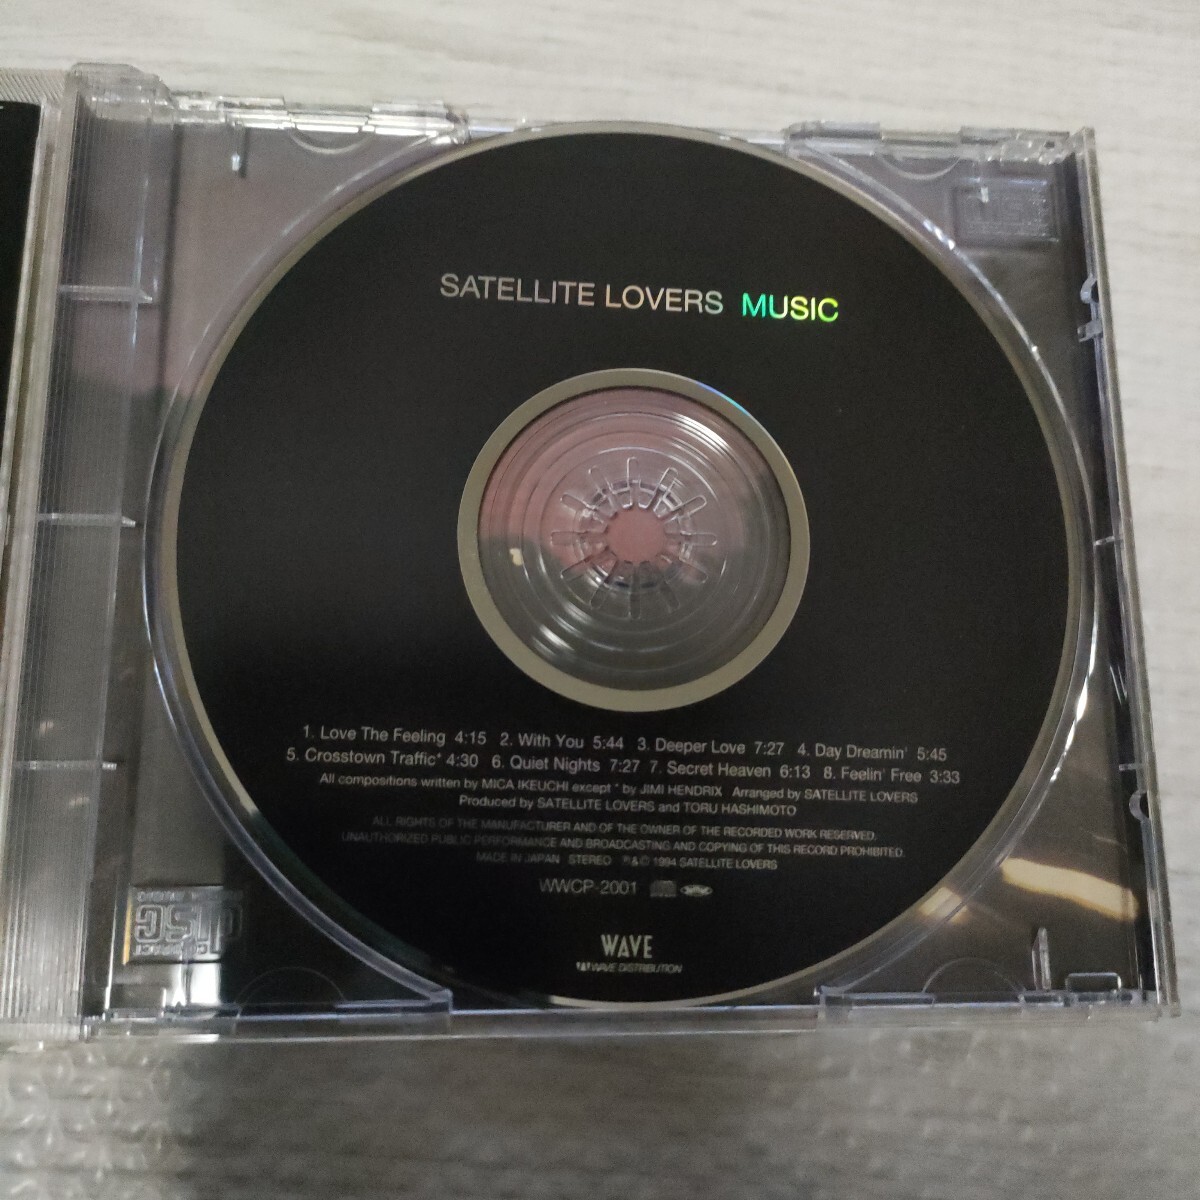 SATELLITE LOVERS MUSIC
1. Love The Feeling 4:15 2. With You 5:44 3. Deeper Love 7:27 4. Day Dreamin' 5:45
5. Crosstown Traffic* 4:30 6. Quiet Nights 7:27 7. Secret Heaven 6:13 8. Feelin' Free 3:33
All compositions written by MICA IKEUCHI except * by JIMI HENDRIX Arranged by SATELLITE LOVERS
Produced by SATELLITE LOVERS and TORU HASHIMOTO
ALL RIGHTS OF THE MANUFACTURER AND OF THE OWNER OF THE RECORDED WORK RESERVED.
UNAUTHORIZED PUBLIC PERFORMANCE AND BROADCASTING AND COPYING OF THIS RECORD PROHIBITED.
MADE IN JAPAN STEREO ℗&© 1994 SATELLITE LOVERS
WWCP-2001
WAVE
WAVE DISTRIBUTION
COMPACT disc